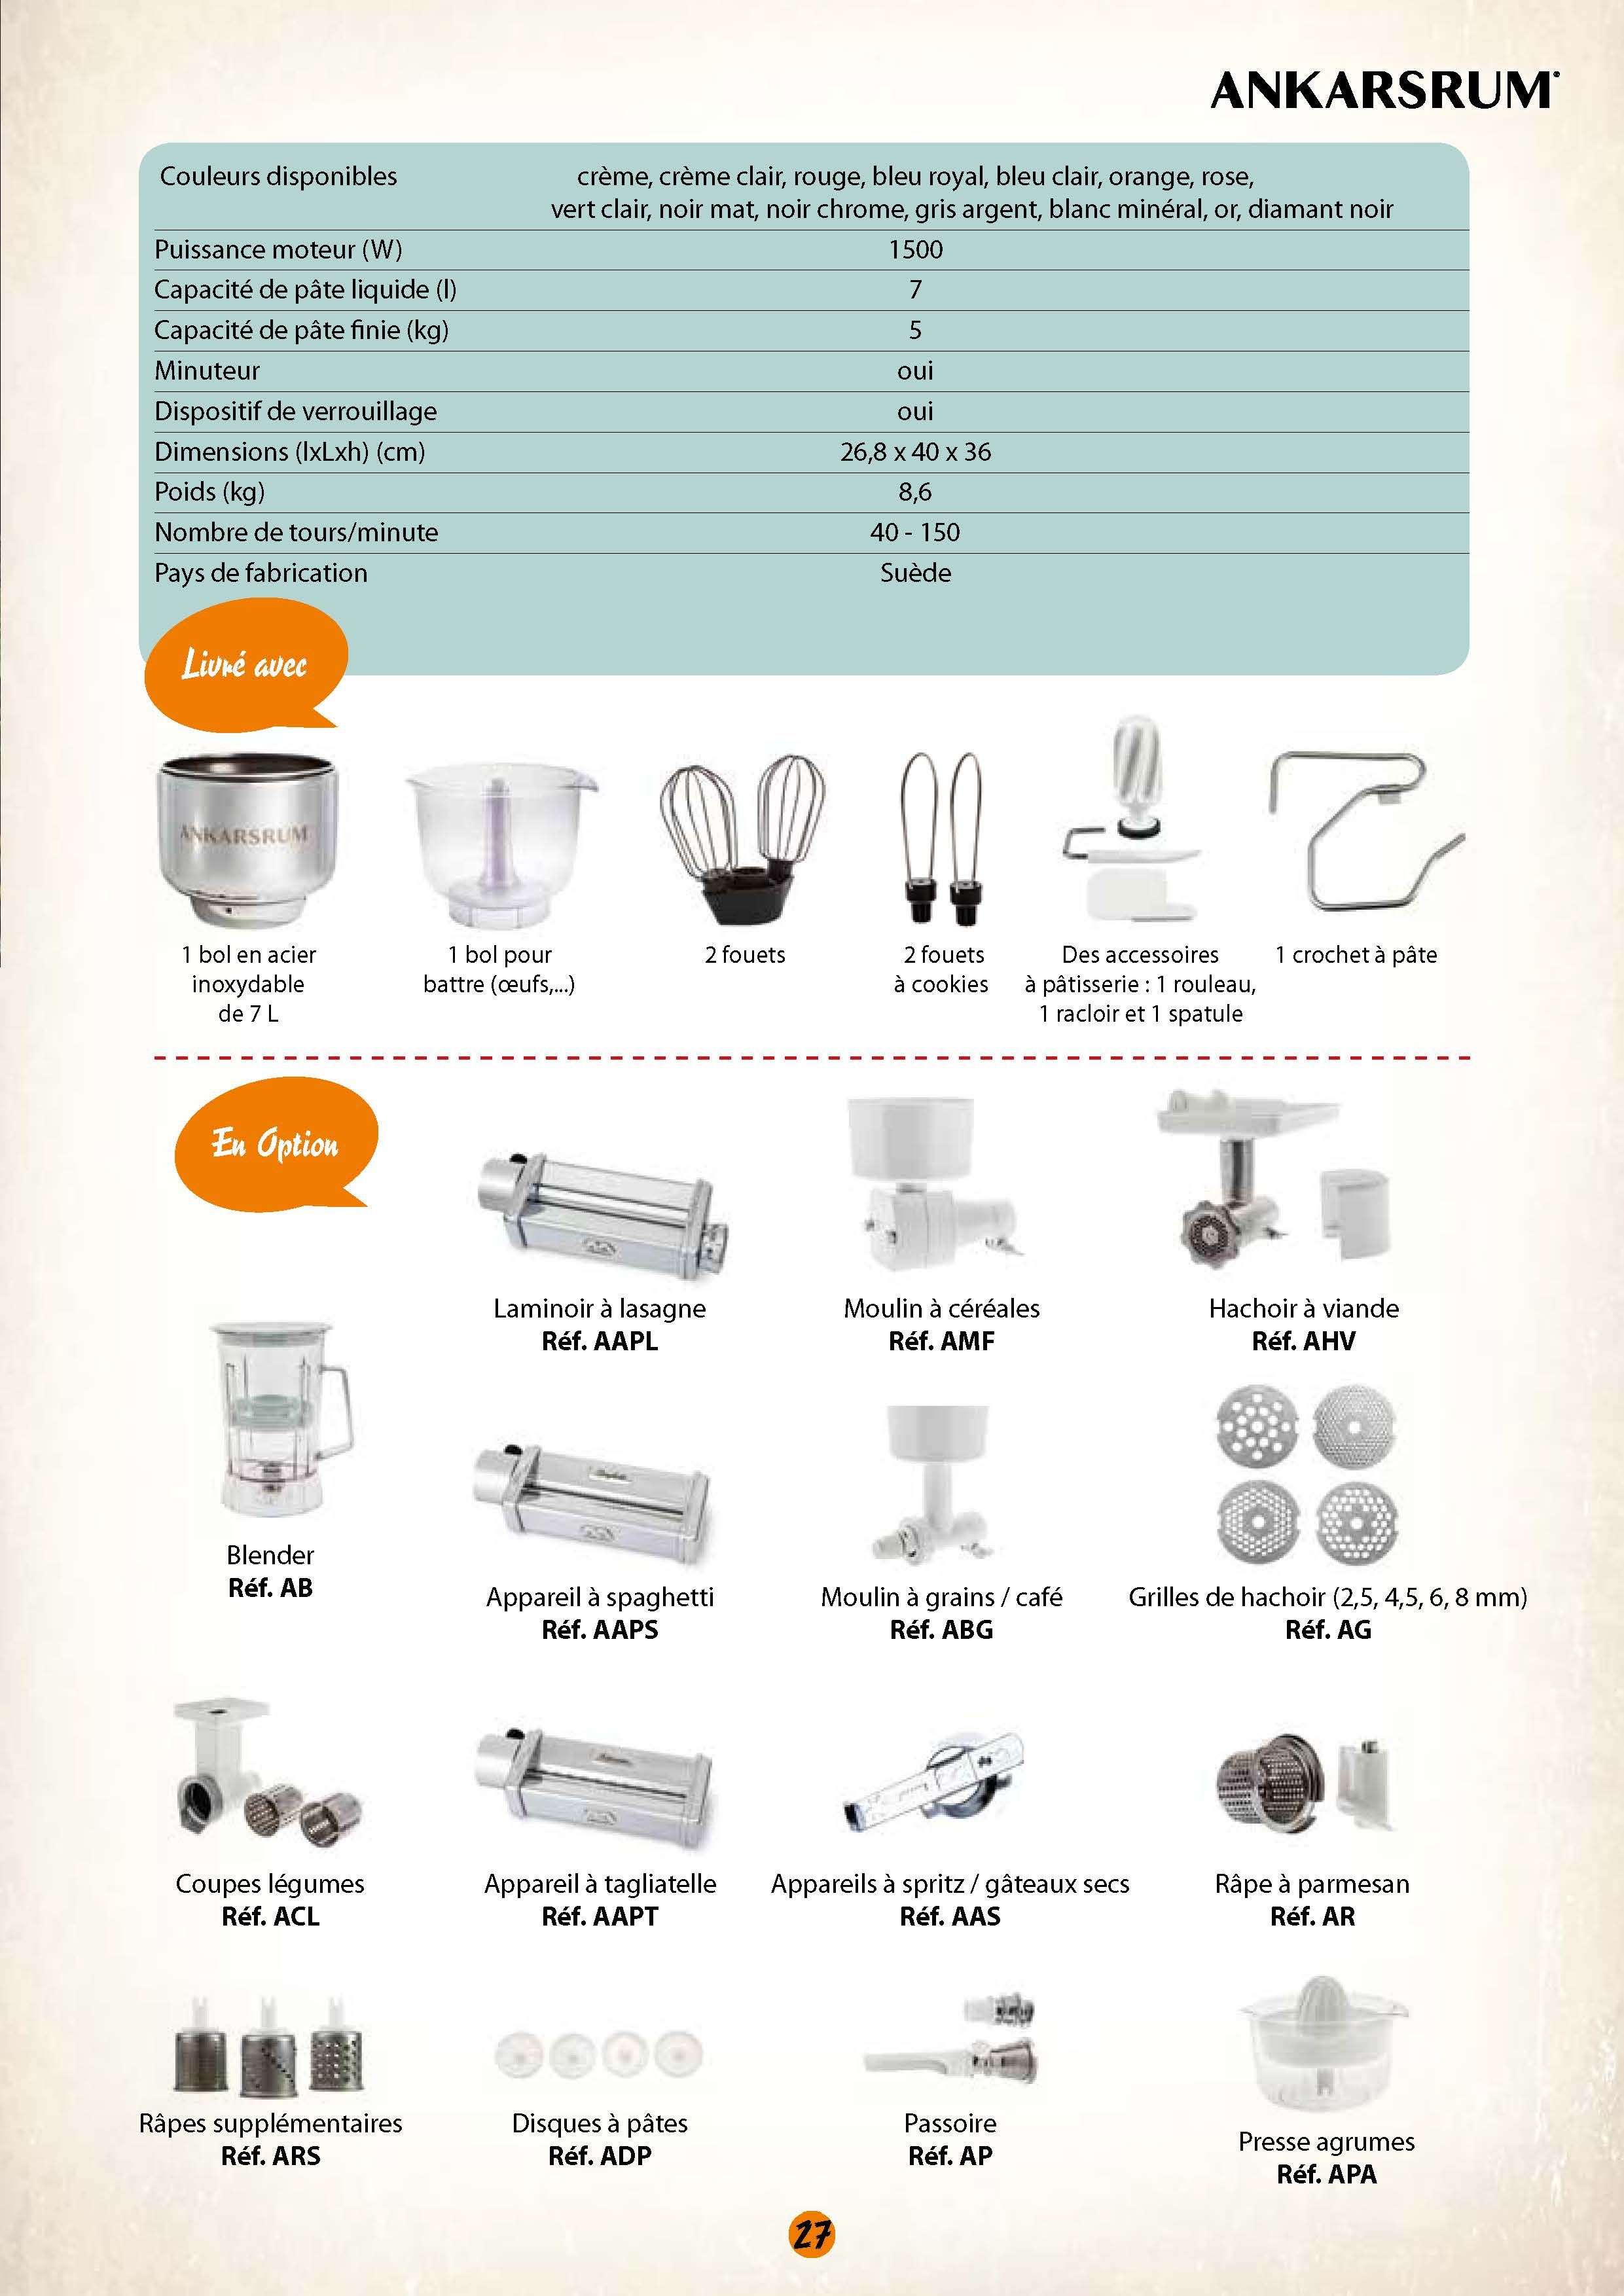 ANKARSRUM®
Couleurs disponibles crème, crème clair, rouge, bleu royal, bleu clair, orange, rose,
vert clair, noir mat, noir chrome, gris argent, blanc minéral, or, diamant noir
Puissance moteur (W) 1500
Capacité de pâte liquide (l) 7
Capacité de pâte finie (kg) 5
Minuteur oui
Dispositif de verrouillage oui
Dimensions (lxLxh) (cm) 26,8 x 40 x 36
Poids (kg) 8,6
Nombre de tours/minute 40 - 150
Pays de fabrication Suède
Livré avec
ANKARSRUM
1 bol en acier
inoxydable
de 7 L
1 bol pour
battre (œufs,...)
2 fouets
2 fouets
à cookies
Des accessoires
à pâtisserie : 1 rouleau,
1 racloir et 1 spatule
1 crochet à pâte
En Option
Laminoir à lasagne
Réf. AAPL
Moulin à céréales
Réf. AMF
Hachoir à viande
Réf. AHV
Blender
Réf. AB
Appareil à spaghetti
Réf. AAPS
Moulin à grains / café
Réf. ABG
Grilles de hachoir (2,5, 4,5, 6, 8 mm)
Réf. AG
Coupes légumes
Réf. ACL
Appareil à tagliatelle
Réf. AAPT
Appareils à spritz / gâteaux secs
Réf. AAS
Râpe à parmesan
Réf. AR
Râpes supplémentaires
Réf. ARS
Disques à pâtes
Réf. ADP
Passoire
Réf. AP
Presse agrumes
Réf. APA
27